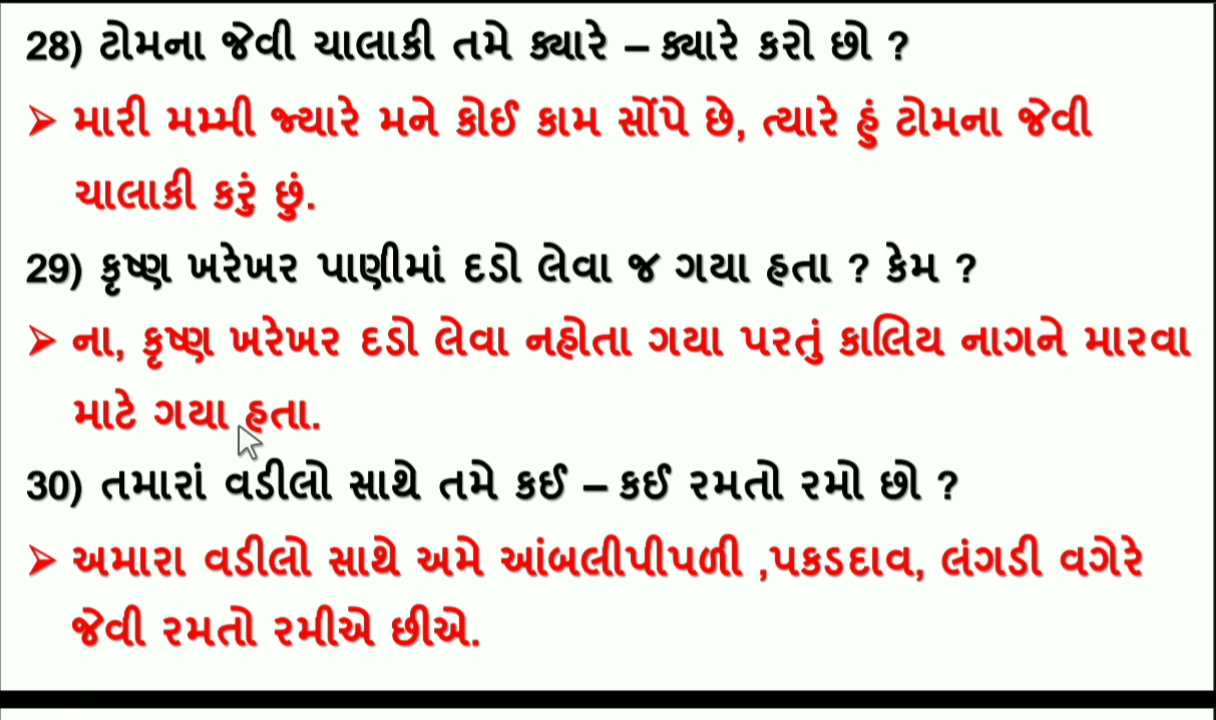 28) ટોમના જેવી ચાલાકી તમે ક્યારે – ક્યારે કરો છો ?
➢ મારી મમ્મી જ્યારે મને કોઈ કામ સોંપે છે, ત્યારે હું ટોમના જેવી
ચાલાકી કરું છું.
29) કૃષ્ણ ખરેખર પાણીમાં દડો લેવા જ ગયા હતા ? કેમ ?
➢ ના, કૃષ્ણ ખરેખર દડો લેવા નહોતા ગયા પરતું કાલિય નાગને મારવા
માટે ગયા હતા.
30) તમારાં વડીલો સાથે તમે કઈ – કઈ રમતો રમો છો ?
➢ અમારા વડીલો સાથે અમે આંબલીપીપળી ,પકડદાવ, લંગડી વગેરે
જેવી રમતો રમીએ છીએ.